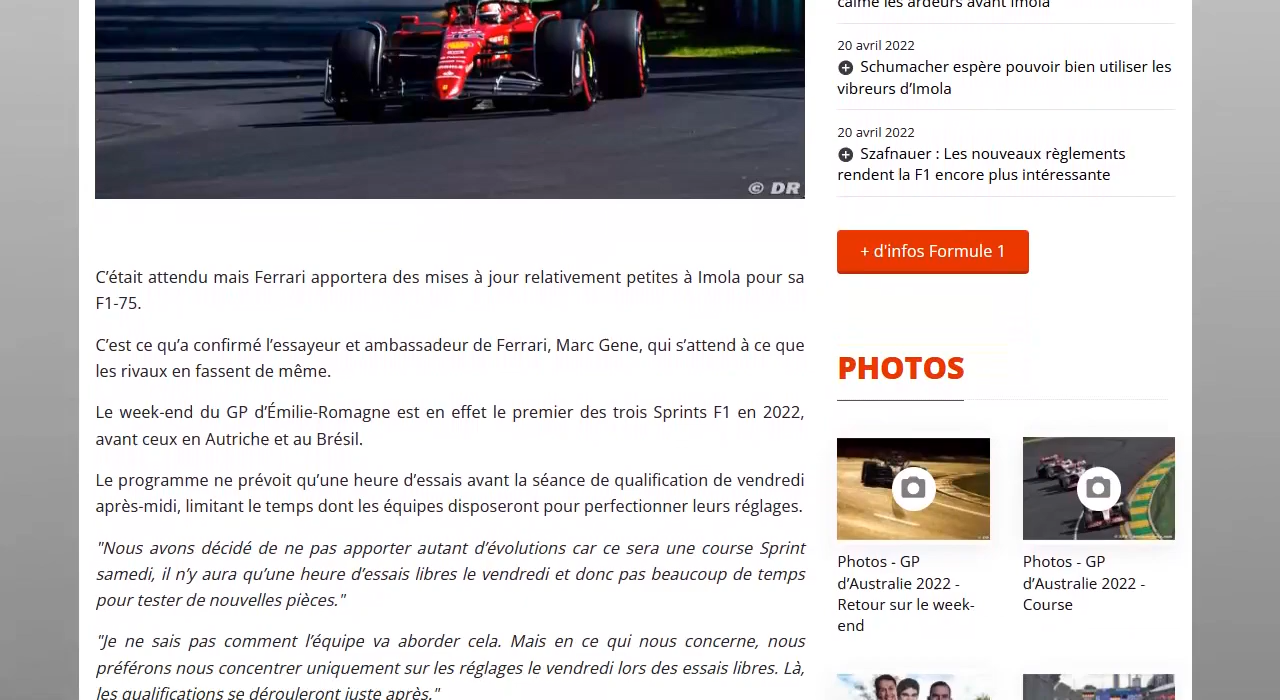 © DR
C’était attendu mais Ferrari apportera des mises à jour relativement petites à Imola pour sa
F1-75.
C’est ce qu’a confirmé l’essayeur et ambassadeur de Ferrari, Marc Gene, qui s’attend à ce que
les rivaux en fassent de même.
Le week-end du GP d’Émilie-Romagne est en effet le premier des trois Sprints F1 en 2022,
avant ceux en Autriche et au Brésil.
Le programme ne prévoit qu’une heure d’essais avant la séance de qualification de vendredi
après-midi, limitant le temps dont les équipes disposeront pour perfectionner leurs réglages.
"Nous avons décidé de ne pas apporter autant d’évolutions car ce sera une course Sprint
samedi, il n’y aura qu’une heure d’essais libres le vendredi et donc pas beaucoup de temps
pour tester de nouvelles pièces."
"Je ne sais pas comment l’équipe va aborder cela. Mais en ce qui nous concerne, nous
préférons nous concentrer uniquement sur les réglages le vendredi lors des essais libres. Là,
les qualifications se dérouleront juste après."
calme les ardeurs avant Imola
20 avril 2022
Schumacher espère pouvoir bien utiliser les
vibreurs d’Imola
20 avril 2022
Szafnauer : Les nouveaux règlements
rendent la F1 encore plus intéressante
+ d'infos Formule 1
PHOTOS
Photos - GP
d’Australie 2022 -
Retour sur le week-
end
Photos - GP
d’Australie 2022 -
Course